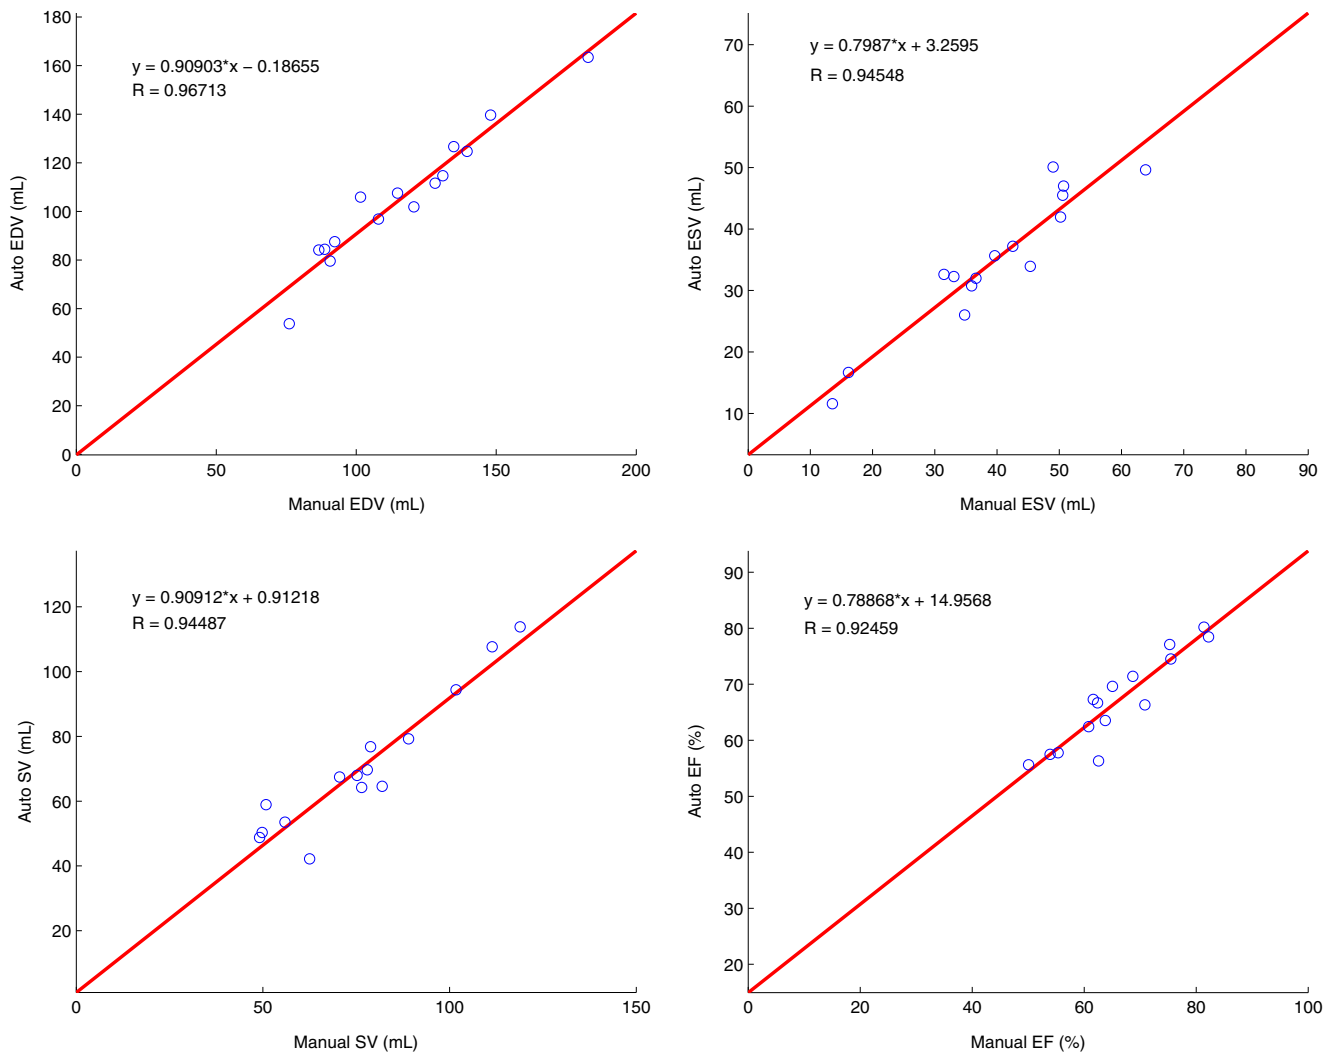 180
160
140
120
100
80
60
40
20
0
Auto EDV (mL)
y = 0.90903*x − 0.18655
R = 0.96713
0 50 100 150 200
Manual EDV (mL)
70
60
50
40
30
20
10
Auto ESV (mL)
y = 0.7987*x + 3.2595
R = 0.94548
0 10 20 30 40 50 60 70 80 90
Manual ESV (mL)
120
100
80
60
40
20
Auto SV (mL)
y = 0.90912*x + 0.91218
R = 0.94487
0 50 100 150
Manual SV (mL)
90
80
70
60
50
40
30
20
Auto EF (%)
y = 0.78868*x + 14.9568
R = 0.92459
0 20 40 60 80 100
Manual EF (%)